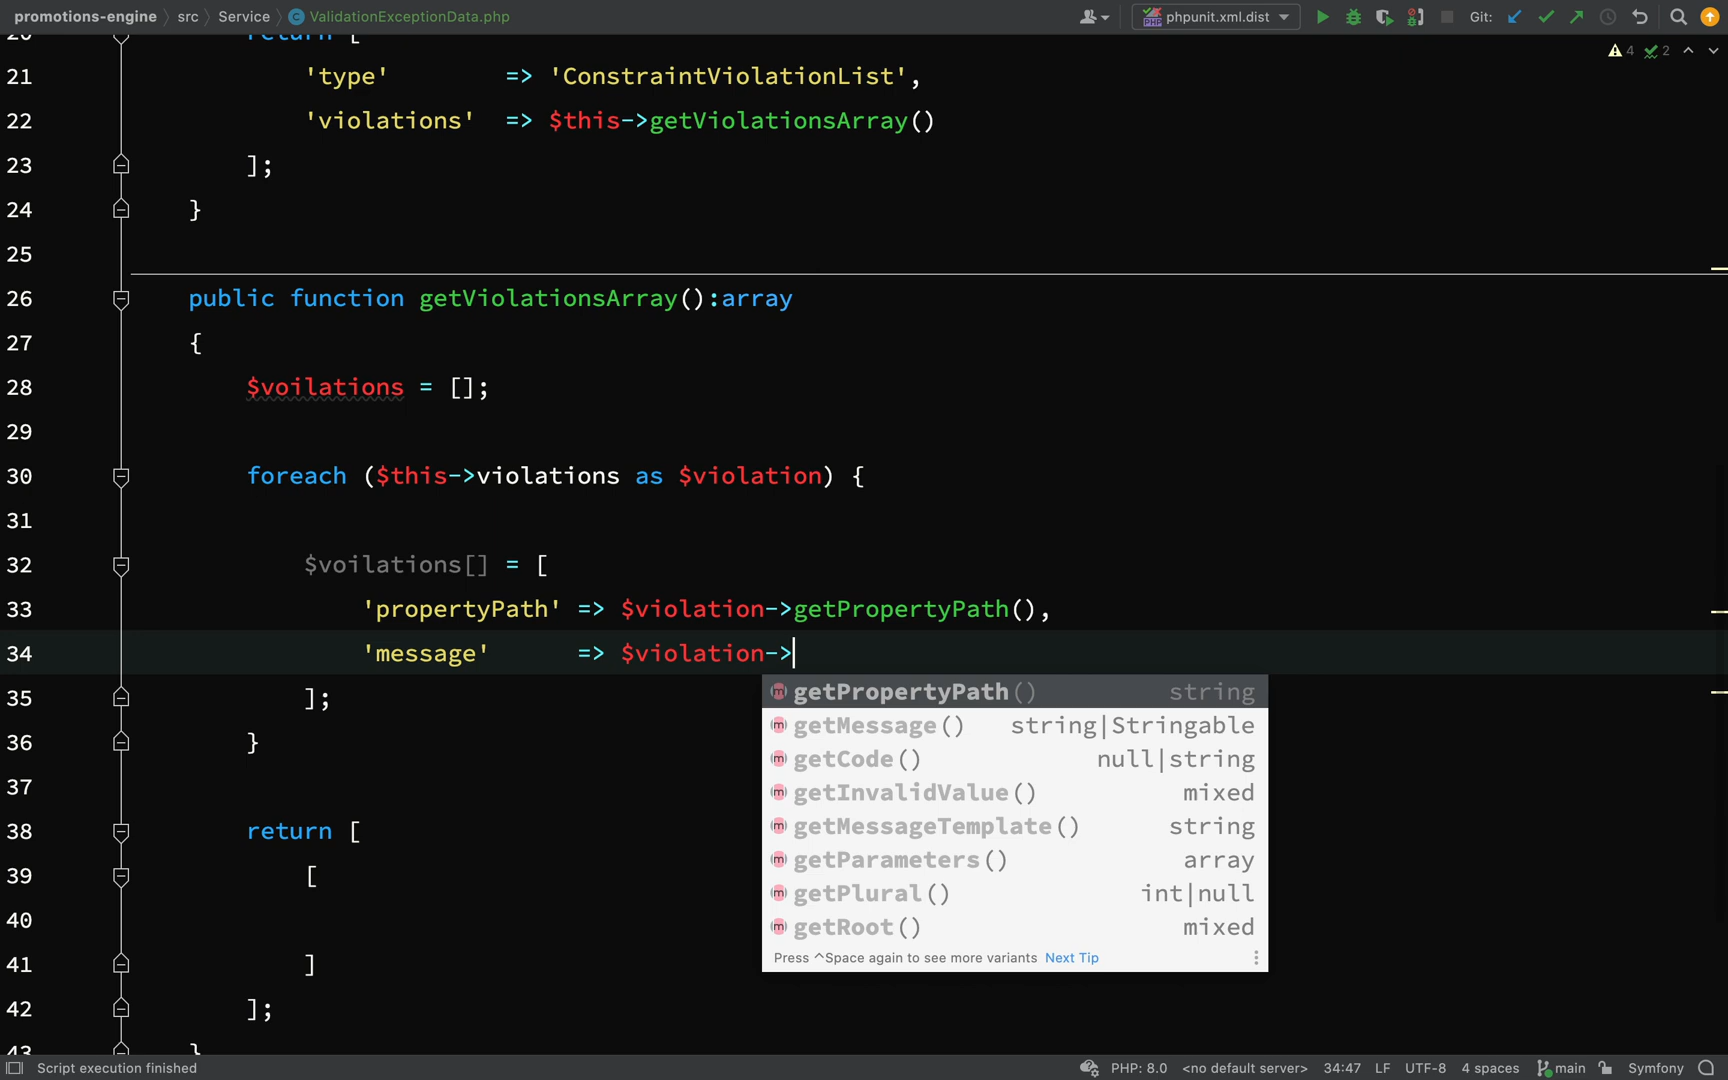 promotions-engine src Service ValidationExceptionData.php phpunit.xml.dist Git:
4 2
20 return [
21 'type' => 'ConstraintViolationList',
22 'violations' => $this->getViolationsArray()
23 ];
24 }
25
26 public function getViolationsArray():array
27 {
28 $voilations = [];
29
30 foreach ($this->violations as $violation) {
31
32 $voilations[] = [
33 'propertyPath' => $violation->getPropertyPath(),
34 'message' => $violation->
getPropertyPath() string
getMessage() string|Stringable
getCode() null|string
getInvalidValue() mixed
getMessageTemplate() string
getParameters() array
getPlural() int|null
getRoot() mixed
Press ^Space again to see more variants Next Tip
35 ];
36 }
37
38 return [
39 [
40
41 ]
42 ];
43 }
Script execution finished PHP: 8.0 <no default server> 34:47 LF UTF-8 4 spaces main Symfony